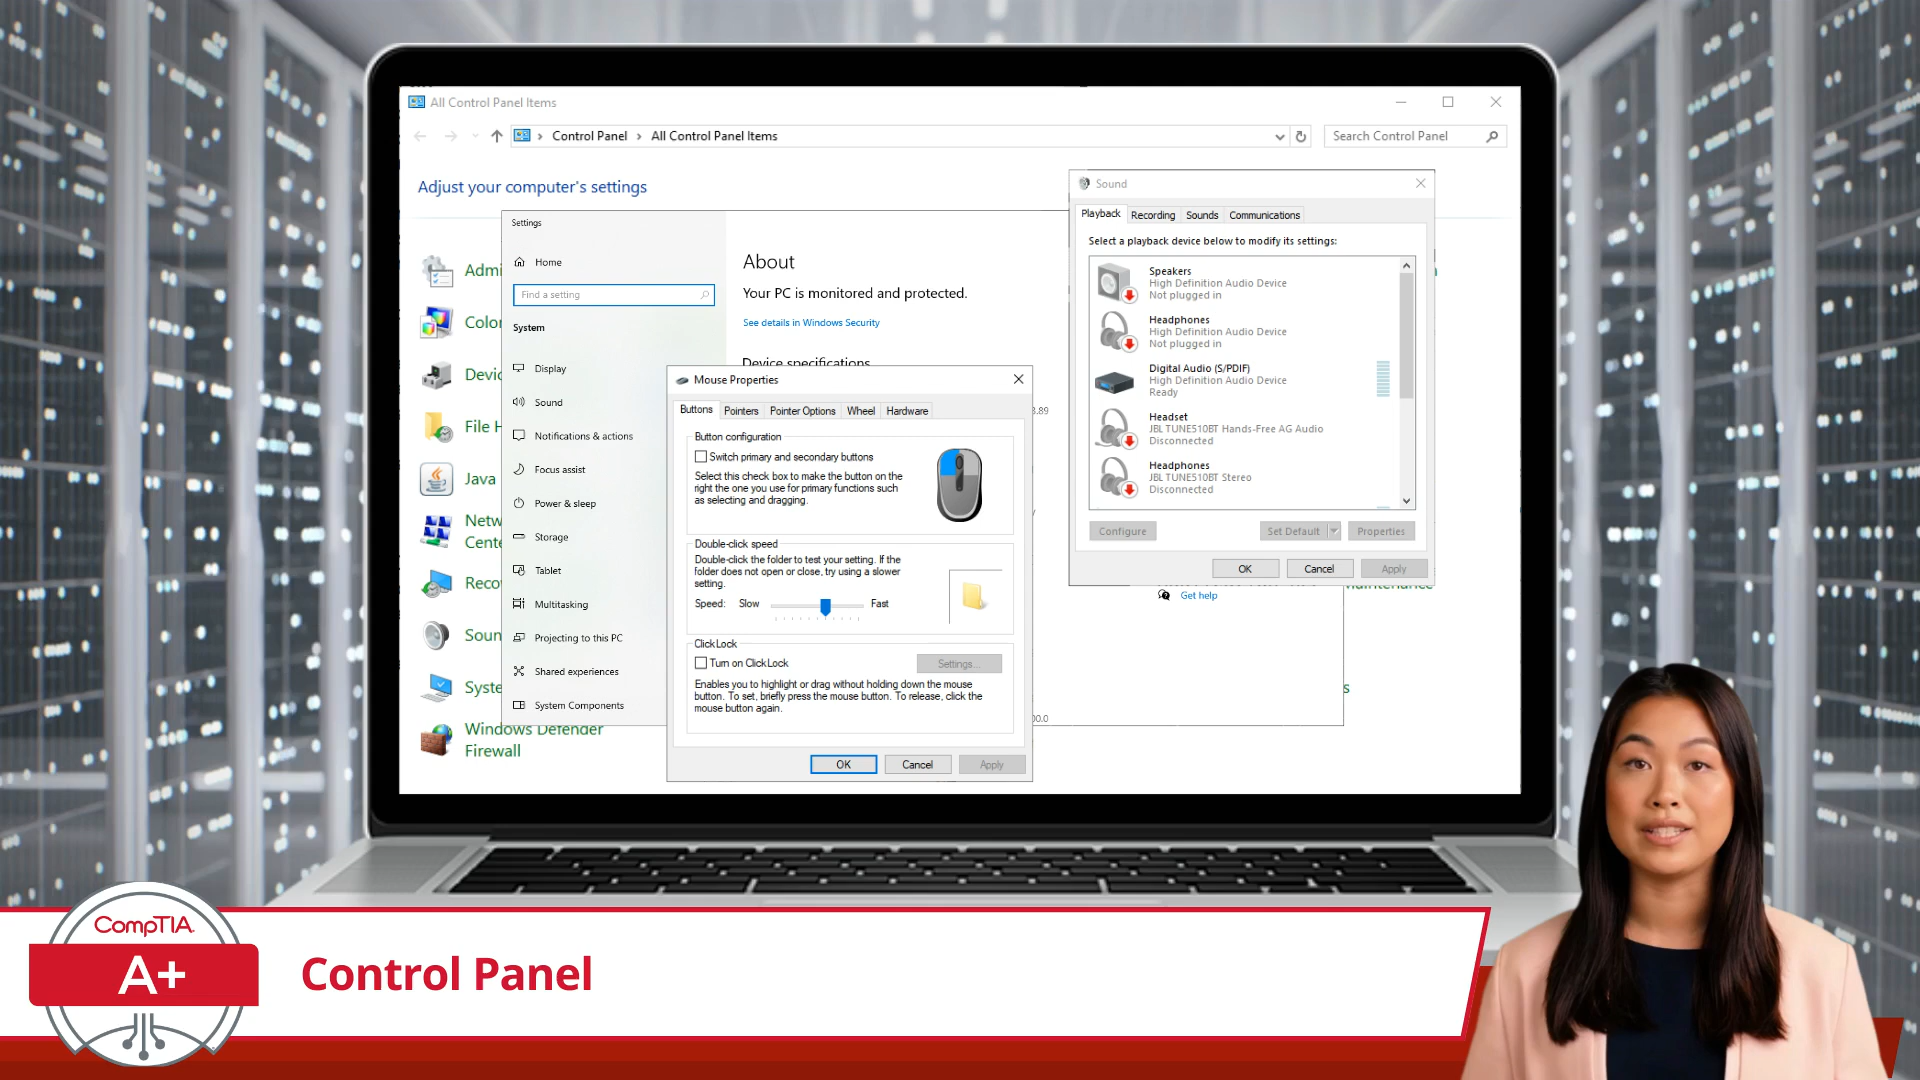 All Control Panel Items
Control Panel > All Control Panel Items
Search Control Panel
Adjust your computer's settings
Admi
Color
Devic
File H
Java
Netw
Cente
Reco
Soun
Syste
Windows Defender
Firewall
Settings
Home
Find a setting
System
Display
Sound
Notifications & actions
Focus assist
Power & sleep
Storage
Tablet
Multitasking
Projecting to this PC
Shared experiences
System Components
About
Your PC is monitored and protected.
See details in Windows Security
Device specifications
3.89
00.0
Get help
Mouse Properties
Buttons Pointers Pointer Options Wheel Hardware
Button configuration
Switch primary and secondary buttons
Select this check box to make the button on the
right the one you use for primary functions such
as selecting and dragging.
Double-click speed
Double-click the folder to test your setting. If the
folder does not open or close, try using a slower
setting.
Speed: Slow Fast
ClickLock
Turn on ClickLock Settings...
Enables you to highlight or drag without holding down the mouse
button. To set, briefly press the mouse button. To release, click the
mouse button again.
OK Cancel Apply
Sound
Playback Recording Sounds Communications
Select a playback device below to modify its settings:
Speakers
High Definition Audio Device
Not plugged in
Headphones
High Definition Audio Device
Not plugged in
Digital Audio (S/PDIF)
High Definition Audio Device
Ready
Headset
JBL TUNE510BT Hands-Free AG Audio
Disconnected
Headphones
JBL TUNE510BT Stereo
Disconnected
Configure Set Default Properties
OK Cancel Apply
s
CompTIA.
A+
Control Panel